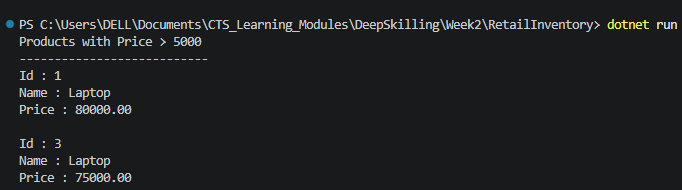 PS C:\Users\DELL\Documents\CTS_Learning_Modules\DeepSkilling\Week2\RetailInventory> dotnet run
Products with Price > 5000
---------------------------
Id : 1
Name : Laptop
Price : 80000.00
Id : 3
Name : Laptop
Price : 75000.00